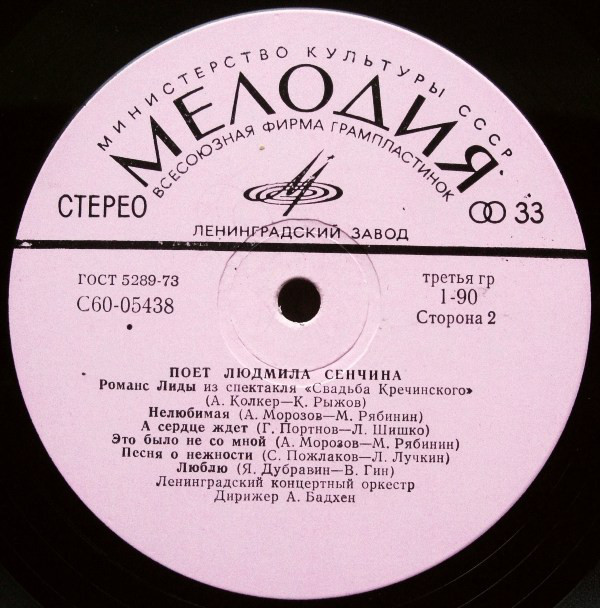 МИНИСТЕРСТВО КУЛЬТУРЫ СССР
МЕЛОДИЯ
ВСЕСОЮЗНАЯ ФИРМА ГРАМПЛАСТИНОК
СТЕРЕО
33
ЛЕНИНГРАДСКИЙ ЗАВОД
ГОСТ 5289-73
С60-05438
третья гр
1-90
Сторона 2
ПОЕТ ЛЮДМИЛА СЕНЧИНА
Романс Лиды из спектакля «Свадьба Кречинского»
(А. Колкер—К. Рыжов)
Нелюбимая (А. Морозов—М. Рябинин)
А сердце ждет (Г. Портнов—Л. Шишко)
Это было не со мной (А. Морозов—М. Рябинин)
Песня о нежности (С. Пожлаков—Л. Лучкин)
Люблю (Я. Дубравин—В. Гин)
Ленинградский концертный оркестр
Дирижер А. Бадхен